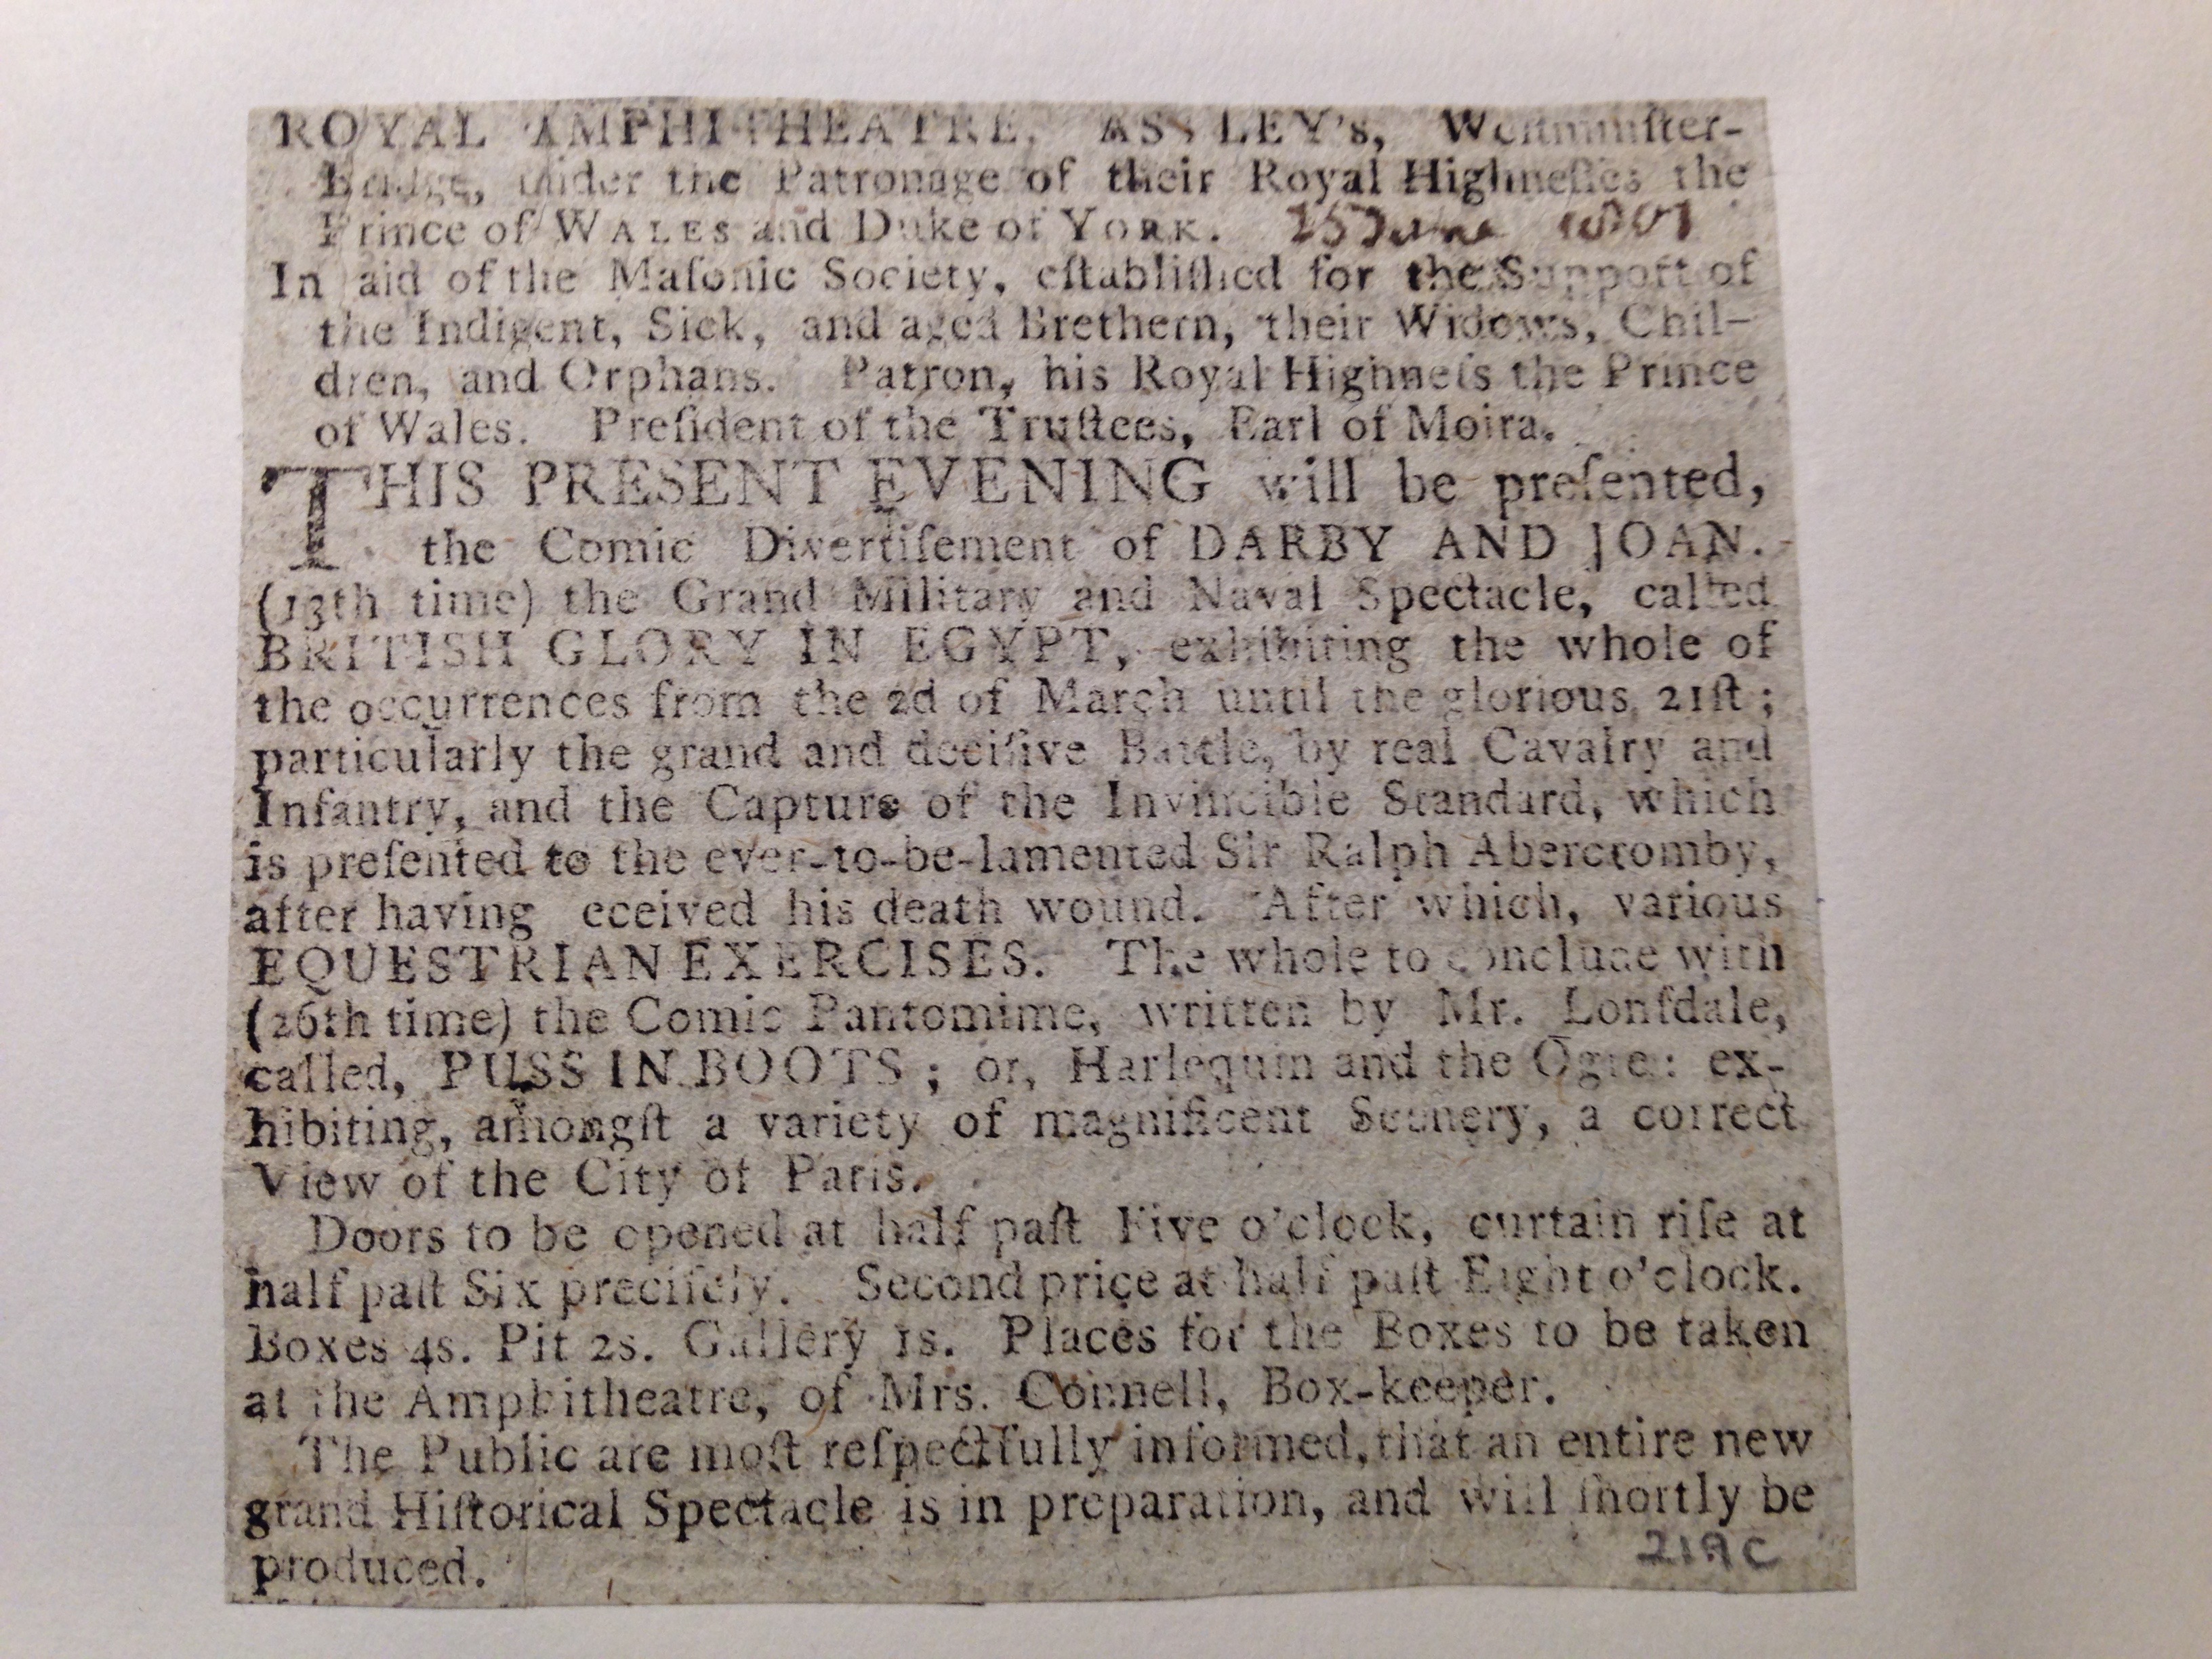 ROYAL AMPHITHEATRE, ASTLEY's, Weſtminſter-
Bridge, under the Patronage of their Royal Highneſſes the
Prince of WALES and Duke of YORK. 25 June 1801
In aid of the Maſonic Society, eſtabliſhed for the Support of
the Indigent, Sick, and aged Brethern, their Widows, Chil-
dren, and Orphans. Patron, his Royal Highneſs the Prince
of Wales. Preſident of the Truſtees, Earl of Moira.
THIS PRESENT EVENING will be preſented,
the Comic Divertiſement of DARBY AND JOAN.
(13th time) the Grand Military and Naval Spectacle, called
BRITISH GLORY IN EGYPT, exhibiting the whole of
the occurrences from the 2d of March until the glorious 21ſt;
particularly the grand and deciſive Battle, by real Cavalry and
Infantry, and the Capture of the Invincible Standard, which
is preſented to the ever-to-be-lamented Sir Ralph Abercromby,
after having eceived his death wound. After which, various
EQUESTRIAN EXERCISES. The whole to conclude with
(26th time) the Comic Pantomime, written by Mr. Lonſdale,
called, PUSS IN BOOTS; or, Harlequin and the Ogre: ex-
hibiting, amongſt a variety of magnificent Scenery, a correct
View of the City of Paris.
Doors to be opened at half paſt Five o'clock, curtain riſe at
half paſt Six preciſely. Second price at half paſt Eight o'clock.
Boxes 4s. Pit 2s. Gallery 1s. Places for the Boxes to be taken
at the Amphitheatre, of Mrs. Connell, Box-keeper.
The Public are moſt reſpectfully informed, that an entire new
grand Hiſtorical Spectacle is in preparation, and will ſhortly be
produced.
219C